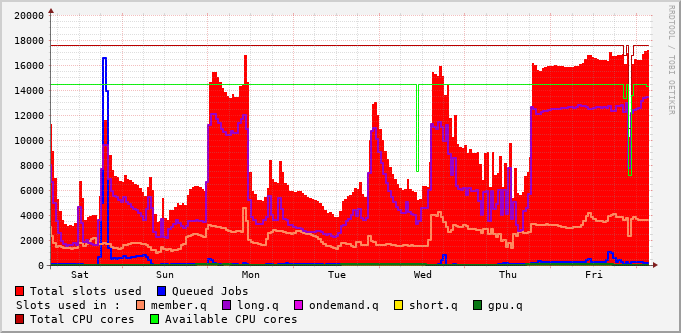 20000
18000
16000
14000
12000
10000
8000
6000
4000
2000
0
Sat Sun Mon Tue Wed Thu Fri
RRDTOOL / TOBI OETIKER
Total slots used Queued Jobs
Slots used in : member.q long.q ondemand.q short.q gpu.q
Total CPU cores Available CPU cores